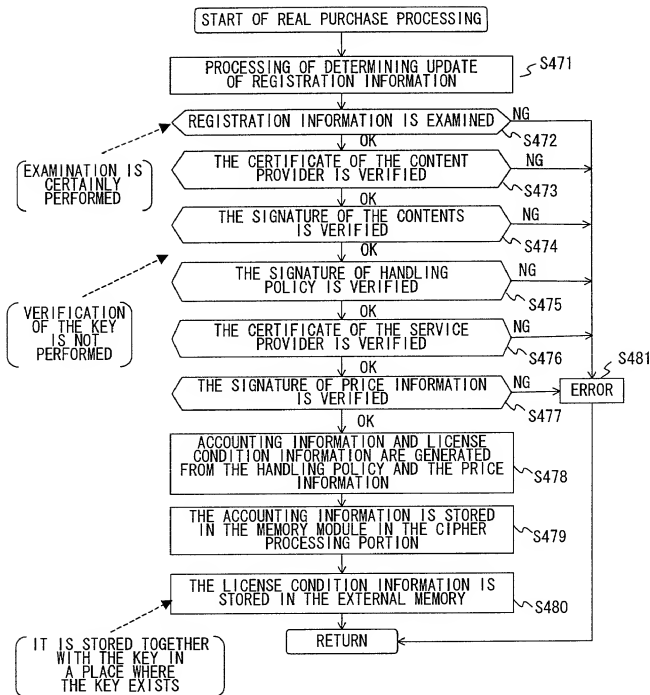 START OF REAL PURCHASE PROCESSING
PROCESSING OF DETERMINING UPDATE
OF REGISTRATION INFORMATION
S471
REGISTRATION INFORMATION IS EXAMINED
NG
S472
OK
EXAMINATION IS
CERTAINLY
PERFORMED
THE CERTIFICATE OF THE CONTENT
PROVIDER IS VERIFIED
NG
S473
OK
THE SIGNATURE OF THE CONTENTS
IS VERIFIED
NG
S474
OK
THE SIGNATURE OF HANDLING
POLICY IS VERIFIED
NG
S475
OK
VERIFICATION
OF THE KEY
IS NOT
PERFORMED
THE CERTIFICATE OF THE SERVICE
PROVIDER IS VERIFIED
NG
S476
OK
THE SIGNATURE OF PRICE INFORMATION
IS VERIFIED
NG
S477
S481
ERROR
OK
ACCOUNTING INFORMATION AND LICENSE
CONDITION INFORMATION ARE GENERATED
FROM THE HANDLING POLICY AND THE PRICE
INFORMATION
S478
THE ACCOUNTING INFORMATION IS STORED
IN THE MEMORY MODULE IN THE CIPHER
PROCESSING PORTION
S479
THE LICENSE CONDITION INFORMATION IS
STORED IN THE EXTERNAL MEMORY
S480
RETURN
IT IS STORED TOGETHER
WITH THE KEY IN
A PLACE WHERE
THE KEY EXISTS